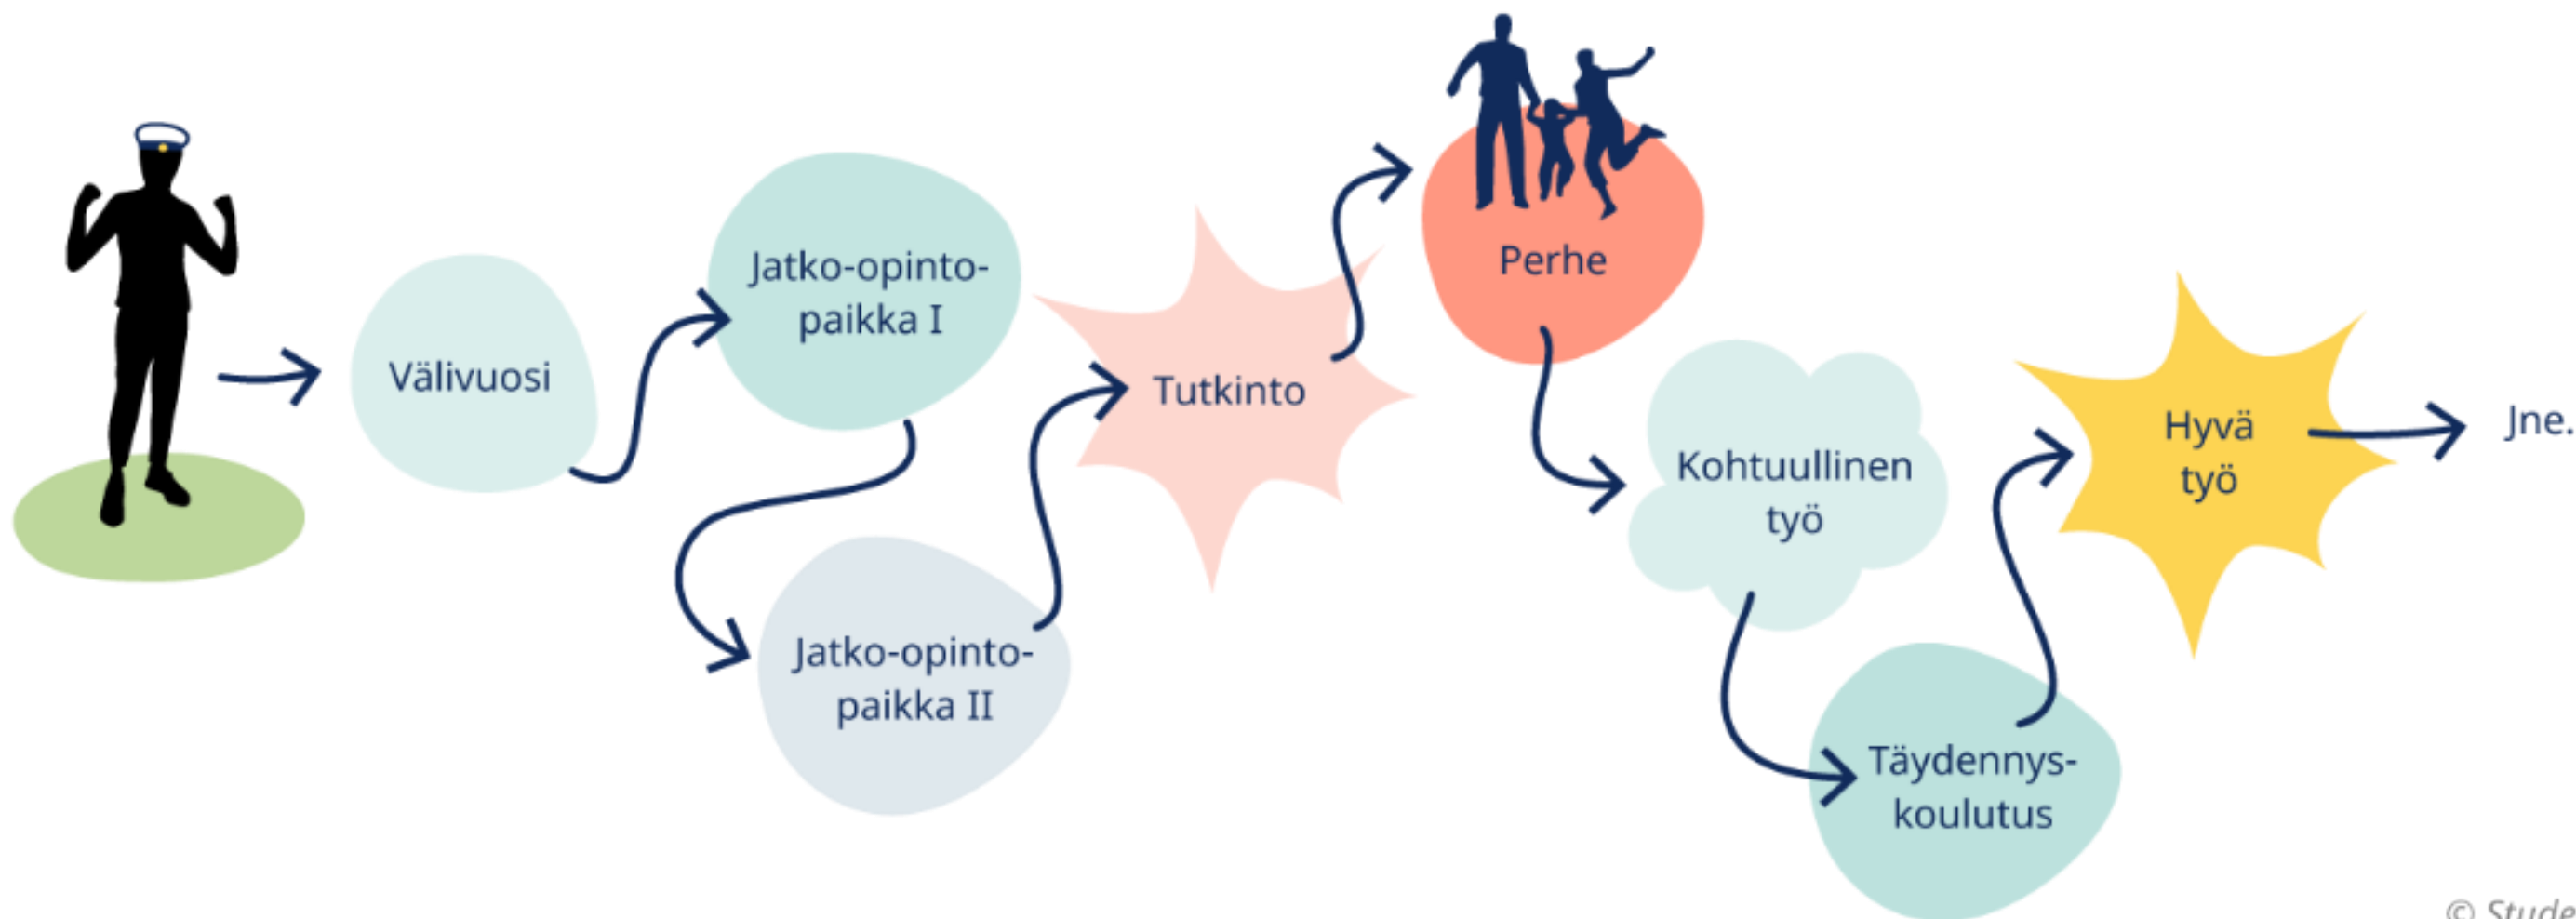 Välivuosi
Jatko-opinto-
paikka I
Jatko-opinto-
paikka II
Tutkinto
Perhe
Kohtuullinen
työ
Täydennys-
koulutus
Hyvä
työ
Jne.
©